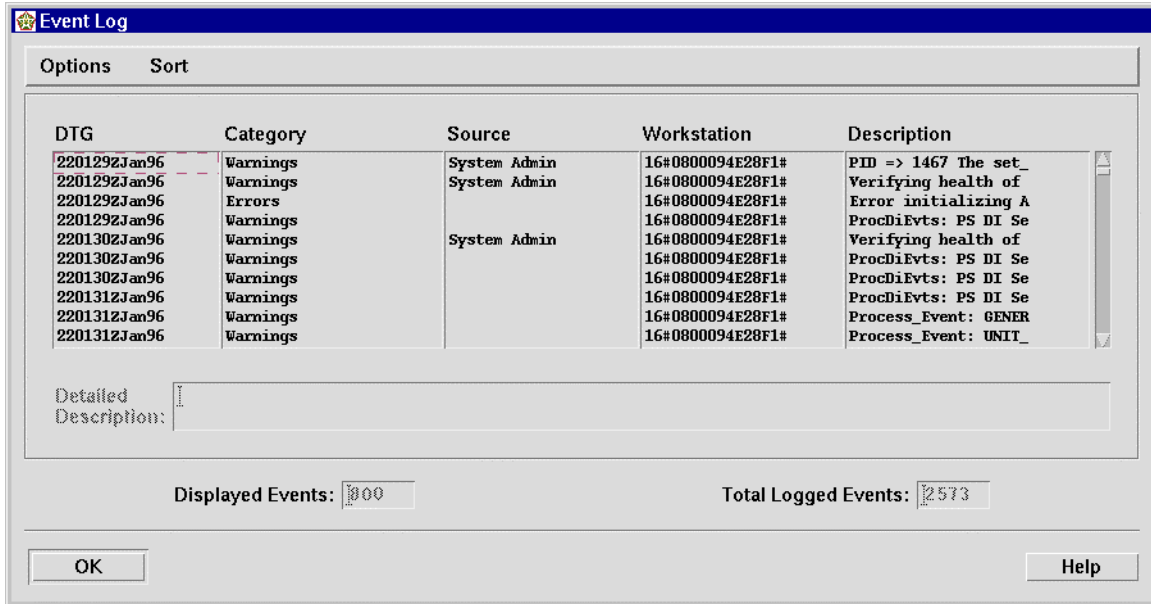 Event Log
Options Sort
DTG Category Source Workstation Description
220129ZJan96 Warnings System Admin 16#0800094E28F1# PID => 1467 The set_
220129ZJan96 Warnings System Admin 16#0800094E28F1# Verifying health of
220129ZJan96 Errors 16#0800094E28F1# Error initializing A
220129ZJan96 Warnings 16#0800094E28F1# ProcDiEvts: PS DI Se
220130ZJan96 Warnings System Admin 16#0800094E28F1# Verifying health of
220130ZJan96 Warnings 16#0800094E28F1# ProcDiEvts: PS DI Se
220130ZJan96 Warnings 16#0800094E28F1# ProcDiEvts: PS DI Se
220131ZJan96 Warnings 16#0800094E28F1# ProcDiEvts: PS DI Se
220131ZJan96 Warnings 16#0800094E28F1# Process_Event: GENER
220131ZJan96 Warnings 16#0800094E28F1# Process_Event: UNIT_
Detailed
Description:
Displayed Events: 800 Total Logged Events: 2573
OK Help